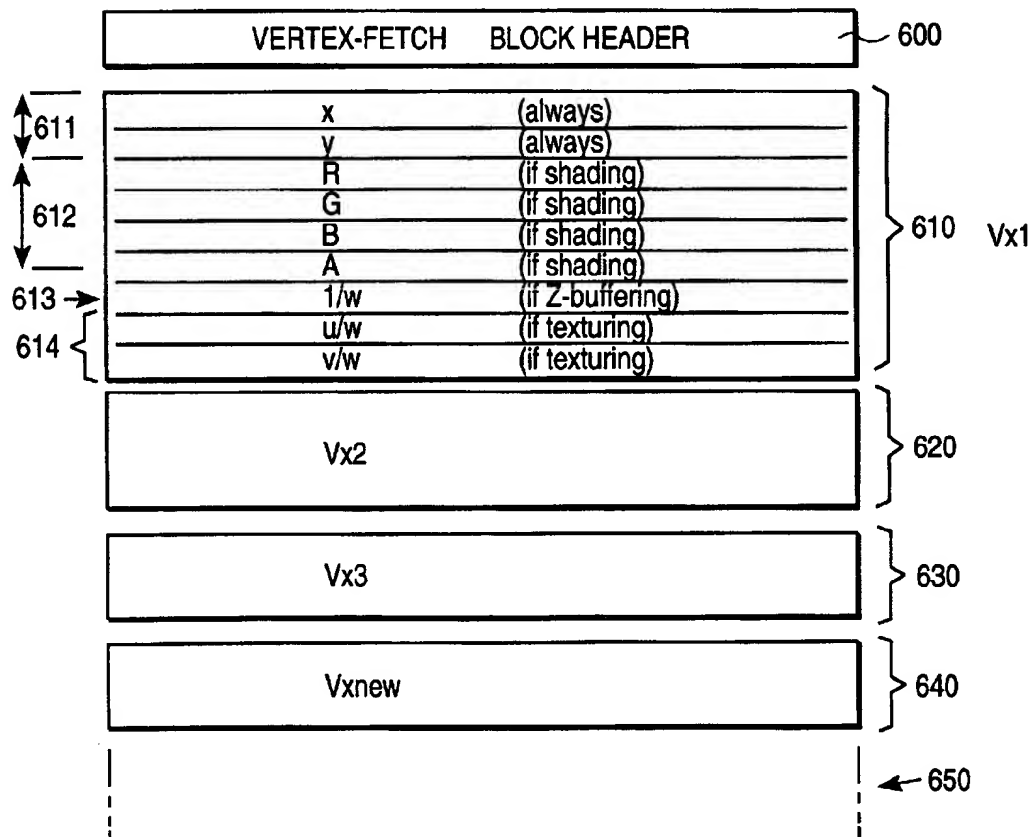 VERTEX-FETCH BLOCK HEADER 600
x (always)
611
y (always)
R (if shading)
G (if shading)
612
B (if shading)
610 Vx1
A (if shading)
613 1/w (if Z-buffering)
u/w (if texturing)
614
v/w (if texturing)
Vx2 620
Vx3 630
Vxnew 640
650